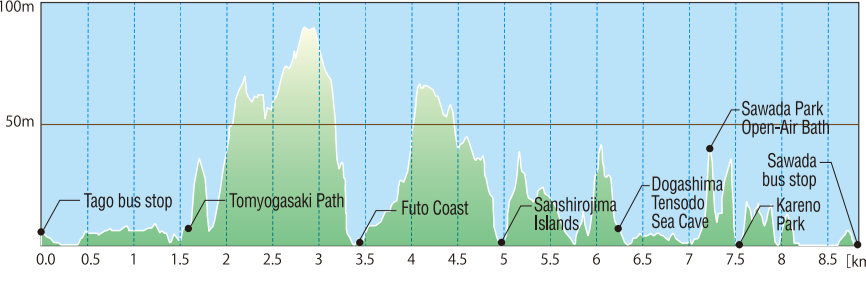 100m
50m
Sawada Park
Open-Air Bath
Sawada
bus stop
Tago bus stop
Tomyogasaki Path
Futo Coast
Sanshirojima
Islands
Dogashima
Tensodo
Sea Cave
Kareno
Park
0.0 0.5 1 1.5 2 2.5 3 3.5 4 4.5 5 5.5 6 6.5 7 7.5 8 8.5 [km